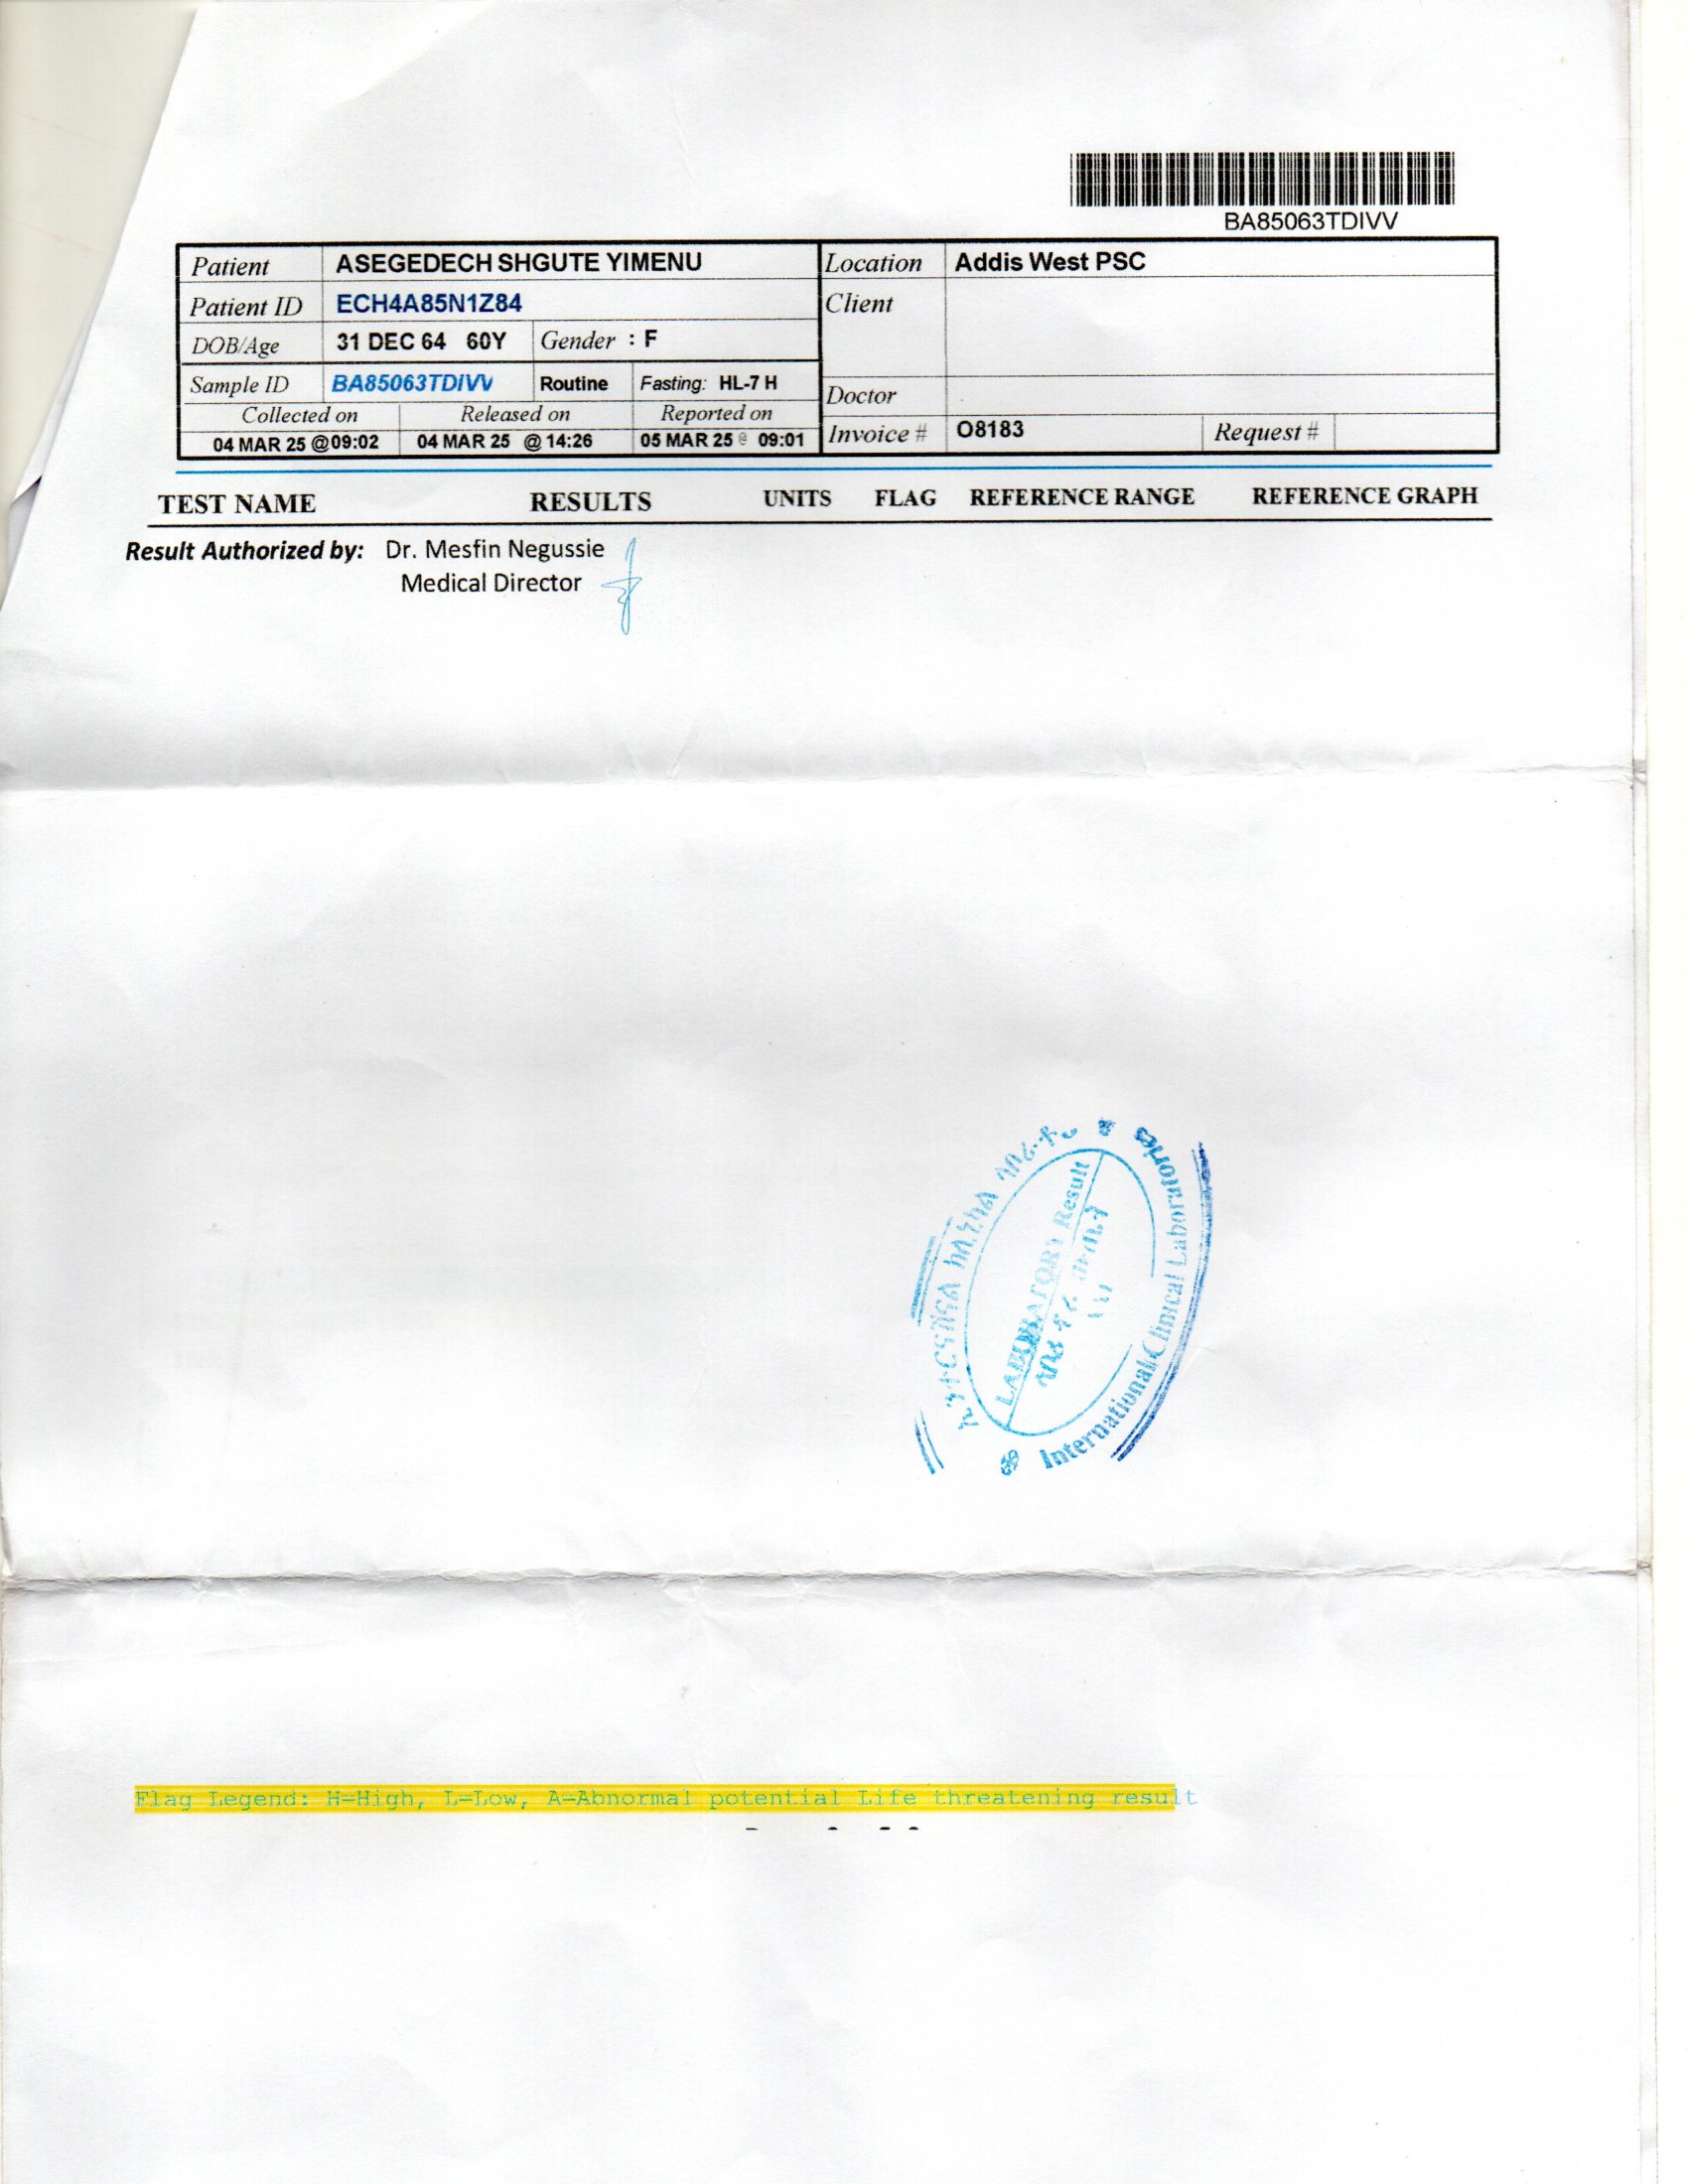 BA85063TDIVV
Patient ASEGEDECH SHGUTE YIMENU Location Addis West PSC
Patient ID ECH4A85N1Z84 Client
DOB/Age 31 DEC 64 60Y Gender : F
Sample ID BA85063TDIVV Routine Fasting: HL-7 H Doctor
Collected on Released on Reported on
04 MAR 25 @09:02 04 MAR 25 @ 14:26 05 MAR 25 @ 09:01 Invoice # O8183 Request #
TEST NAME RESULTS UNITS FLAG REFERENCE RANGE REFERENCE GRAPH
Result Authorized by: Dr. Mesfin Negussie
Medical Director
LABORATORY Result
International Clinical Laboratories
Flag Legend: H=High, L=Low, A=Abnormal potential Life threatening result